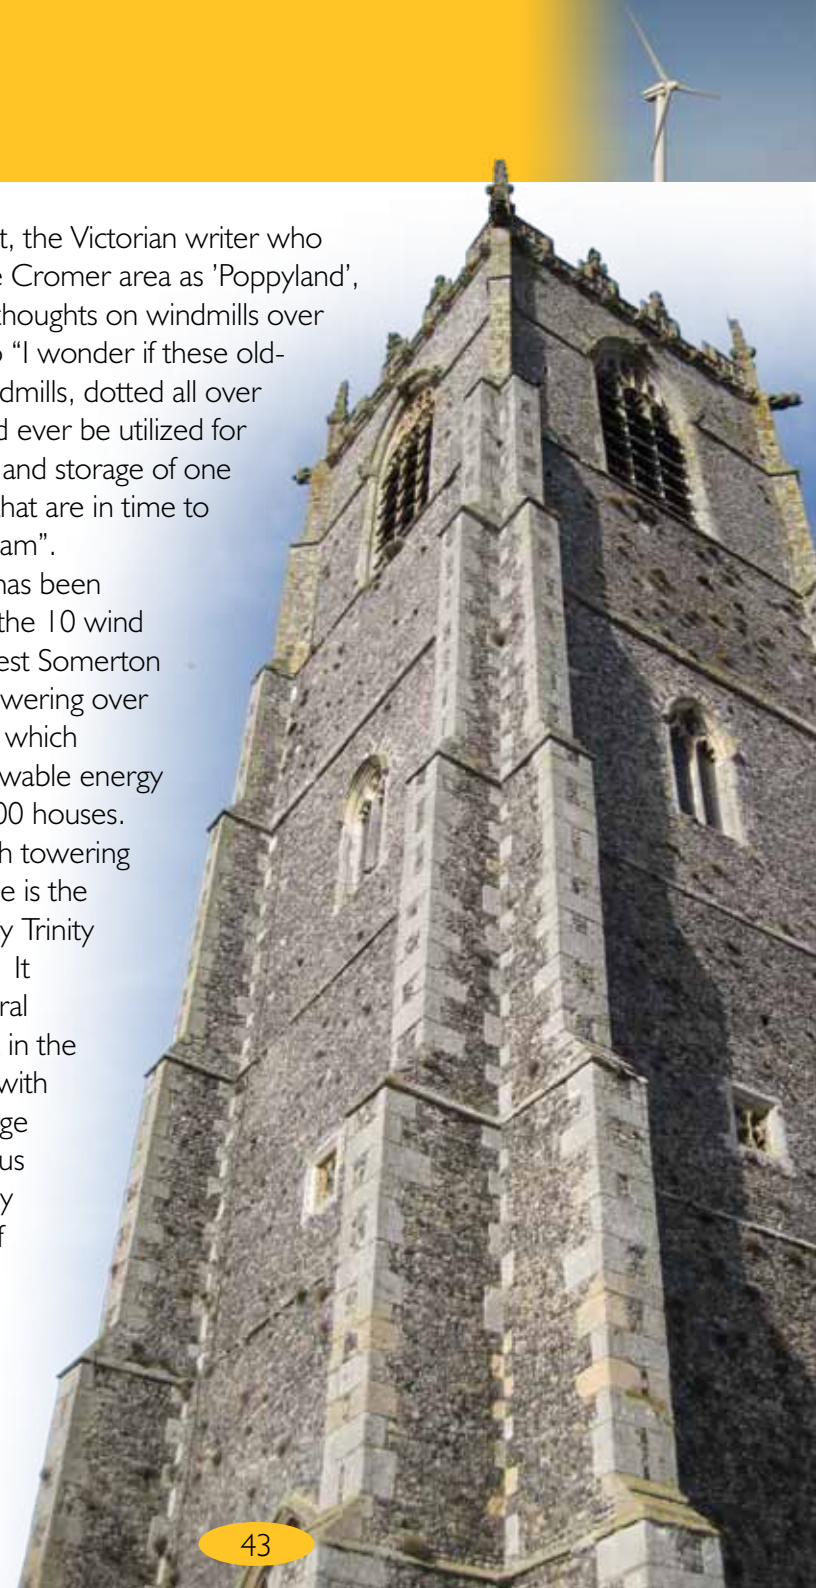 t, the Victorian writer who
e Cromer area as ’Poppyland’,
thoughts on windmills over
o “I wonder if these old-
dmills, dotted all over
d ever be utilized for
and storage of one
that are in time to
am”.
has been
the 10 wind
est Somerton
wering over
which
wable energy
00 houses.
h towering
e is the
y Trinity
It
ral
in the
with
ge
us
y
f
43